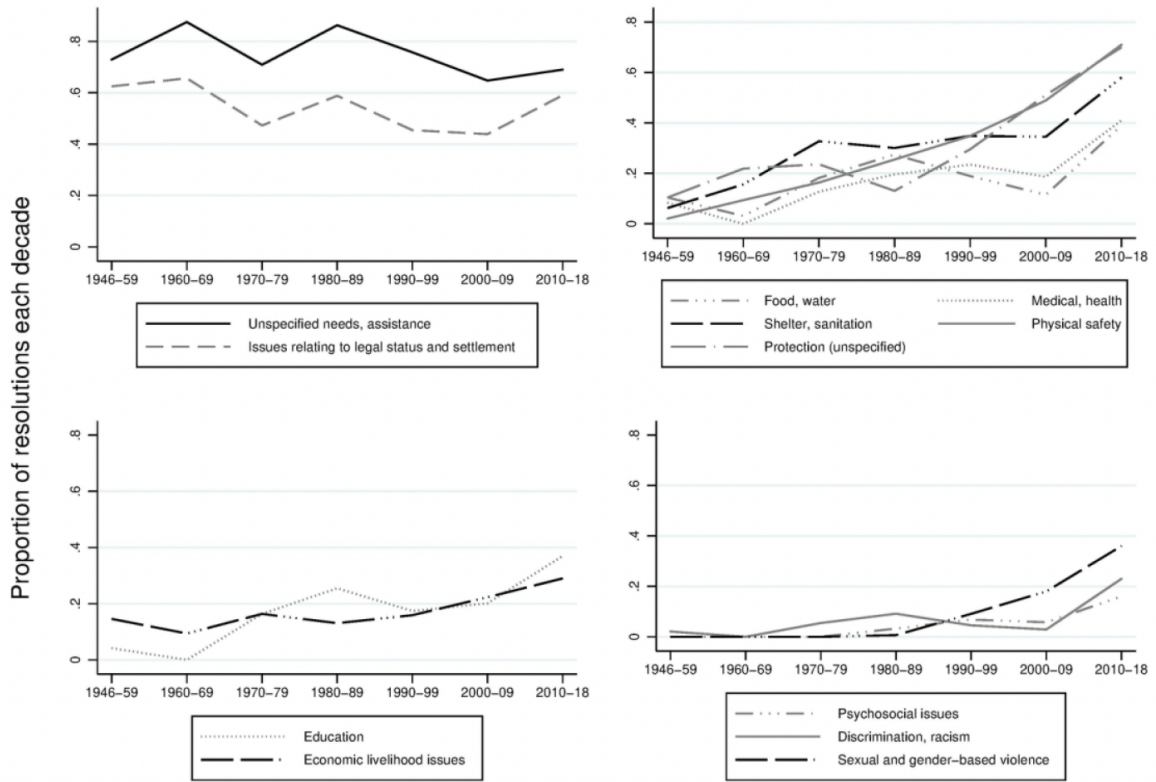 Proportion of resolutions each decade
.8
.6
.4
.2
0
1946–59 1960–69 1970–79 1980–89 1990–99 2000–09 2010–18
Unspecified needs, assistance
Issues relating to legal status and settlement
.8
.6
.4
.2
0
1946–59 1960–69 1970–79 1980–89 1990–99 2000–09 2010–18
Food, water Medical, health
Shelter, sanitation Physical safety
Protection (unspecified)
.8
.6
.4
.2
0
1946–59 1960–69 1970–79 1980–89 1990–99 2000–09 2010–18
Education
Economic livelihood issues
.8
.6
.4
.2
0
1946–59 1960–69 1970–79 1980–89 1990–99 2000–09 2010–18
Psychosocial issues
Discrimination, racism
Sexual and gender–based violence